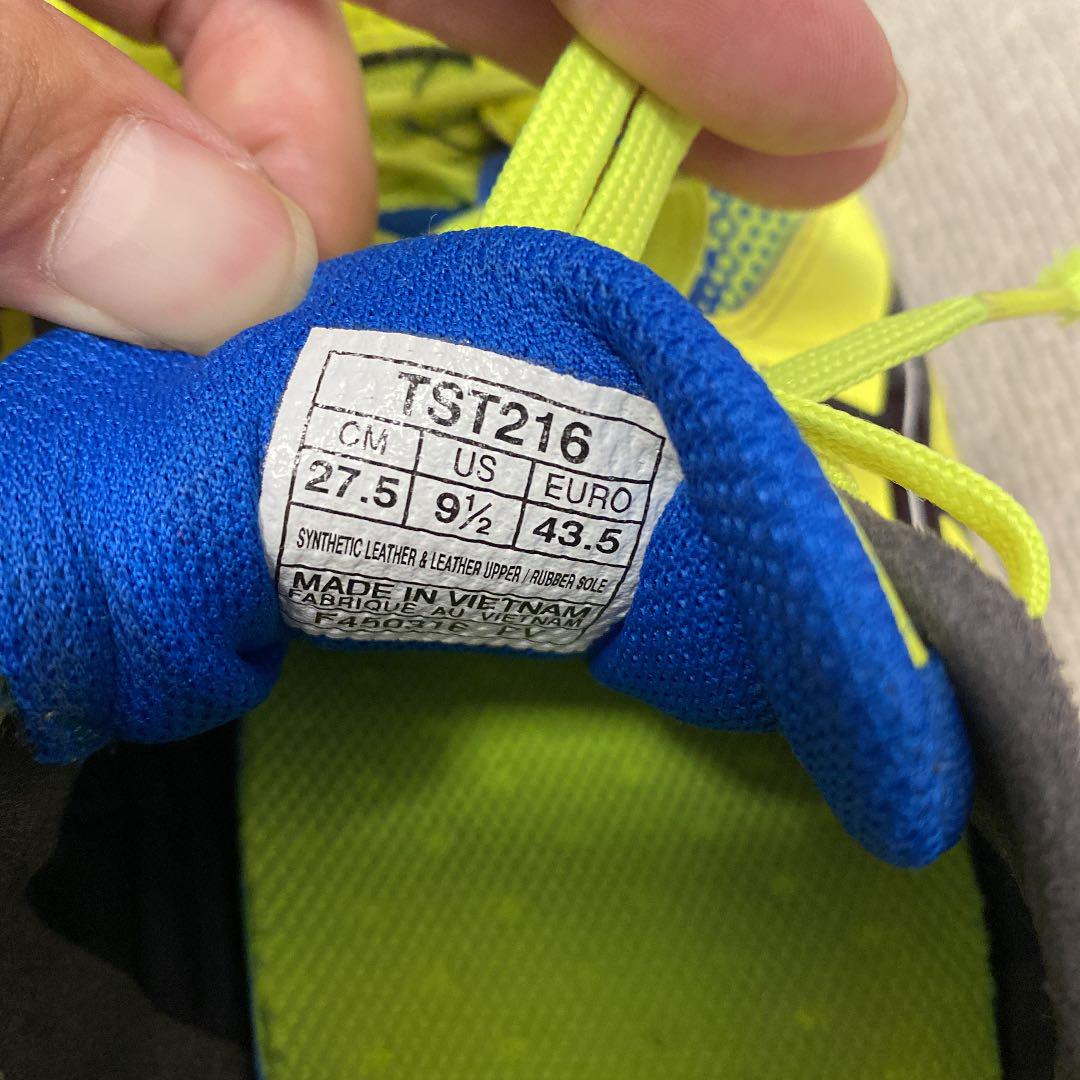 TST216
CM US EURO
27.5 9½ 43.5
SYNTHETIC LEATHER & LEATHER UPPER / RUBBER SOLE
MADE IN VIETNAM
FABRIQUE AU VIETNAM
F450316